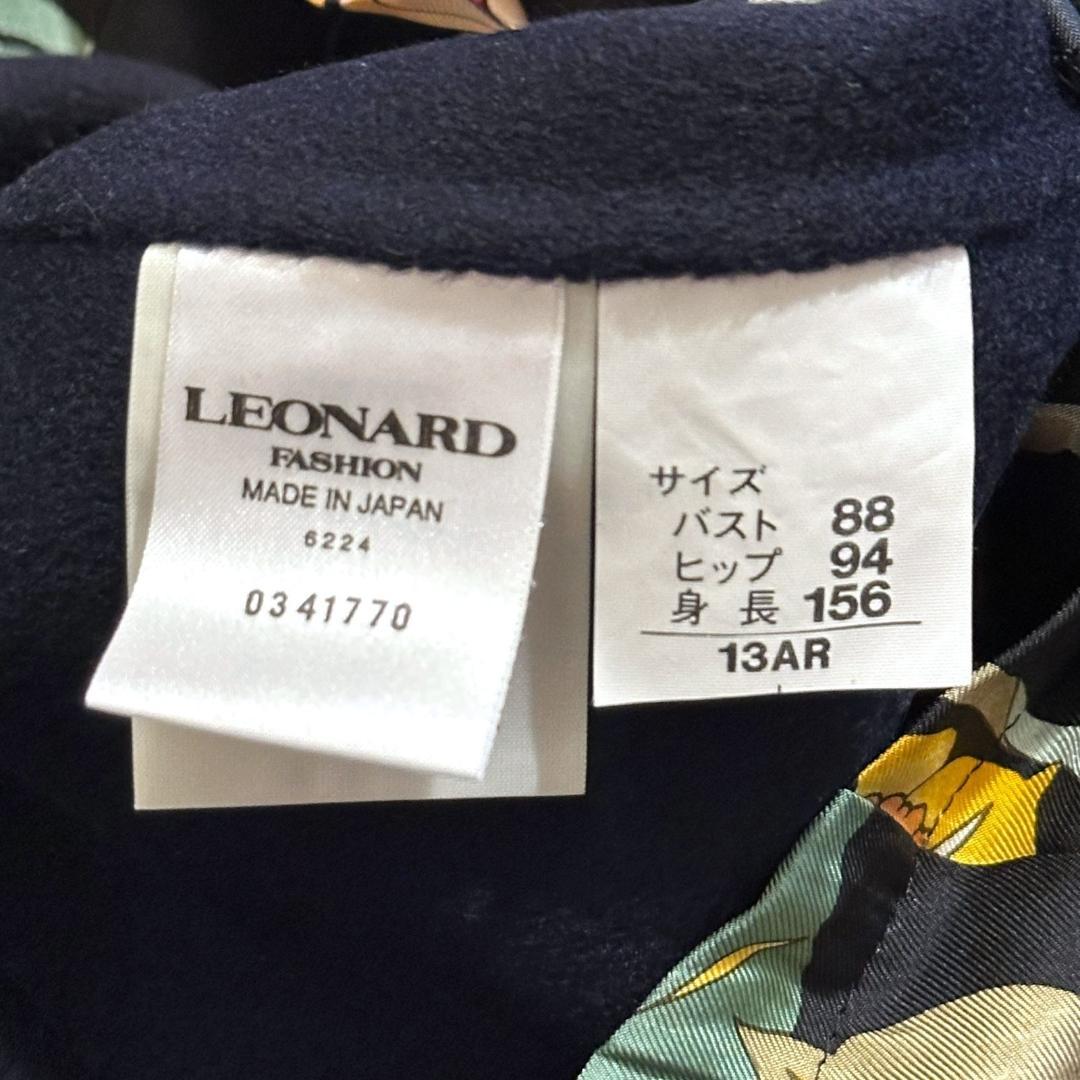 LEONARD
FASHION
MADE IN JAPAN
6224
0341770
サイズ
バスト 88
ヒップ 94
身 長 156
13AR